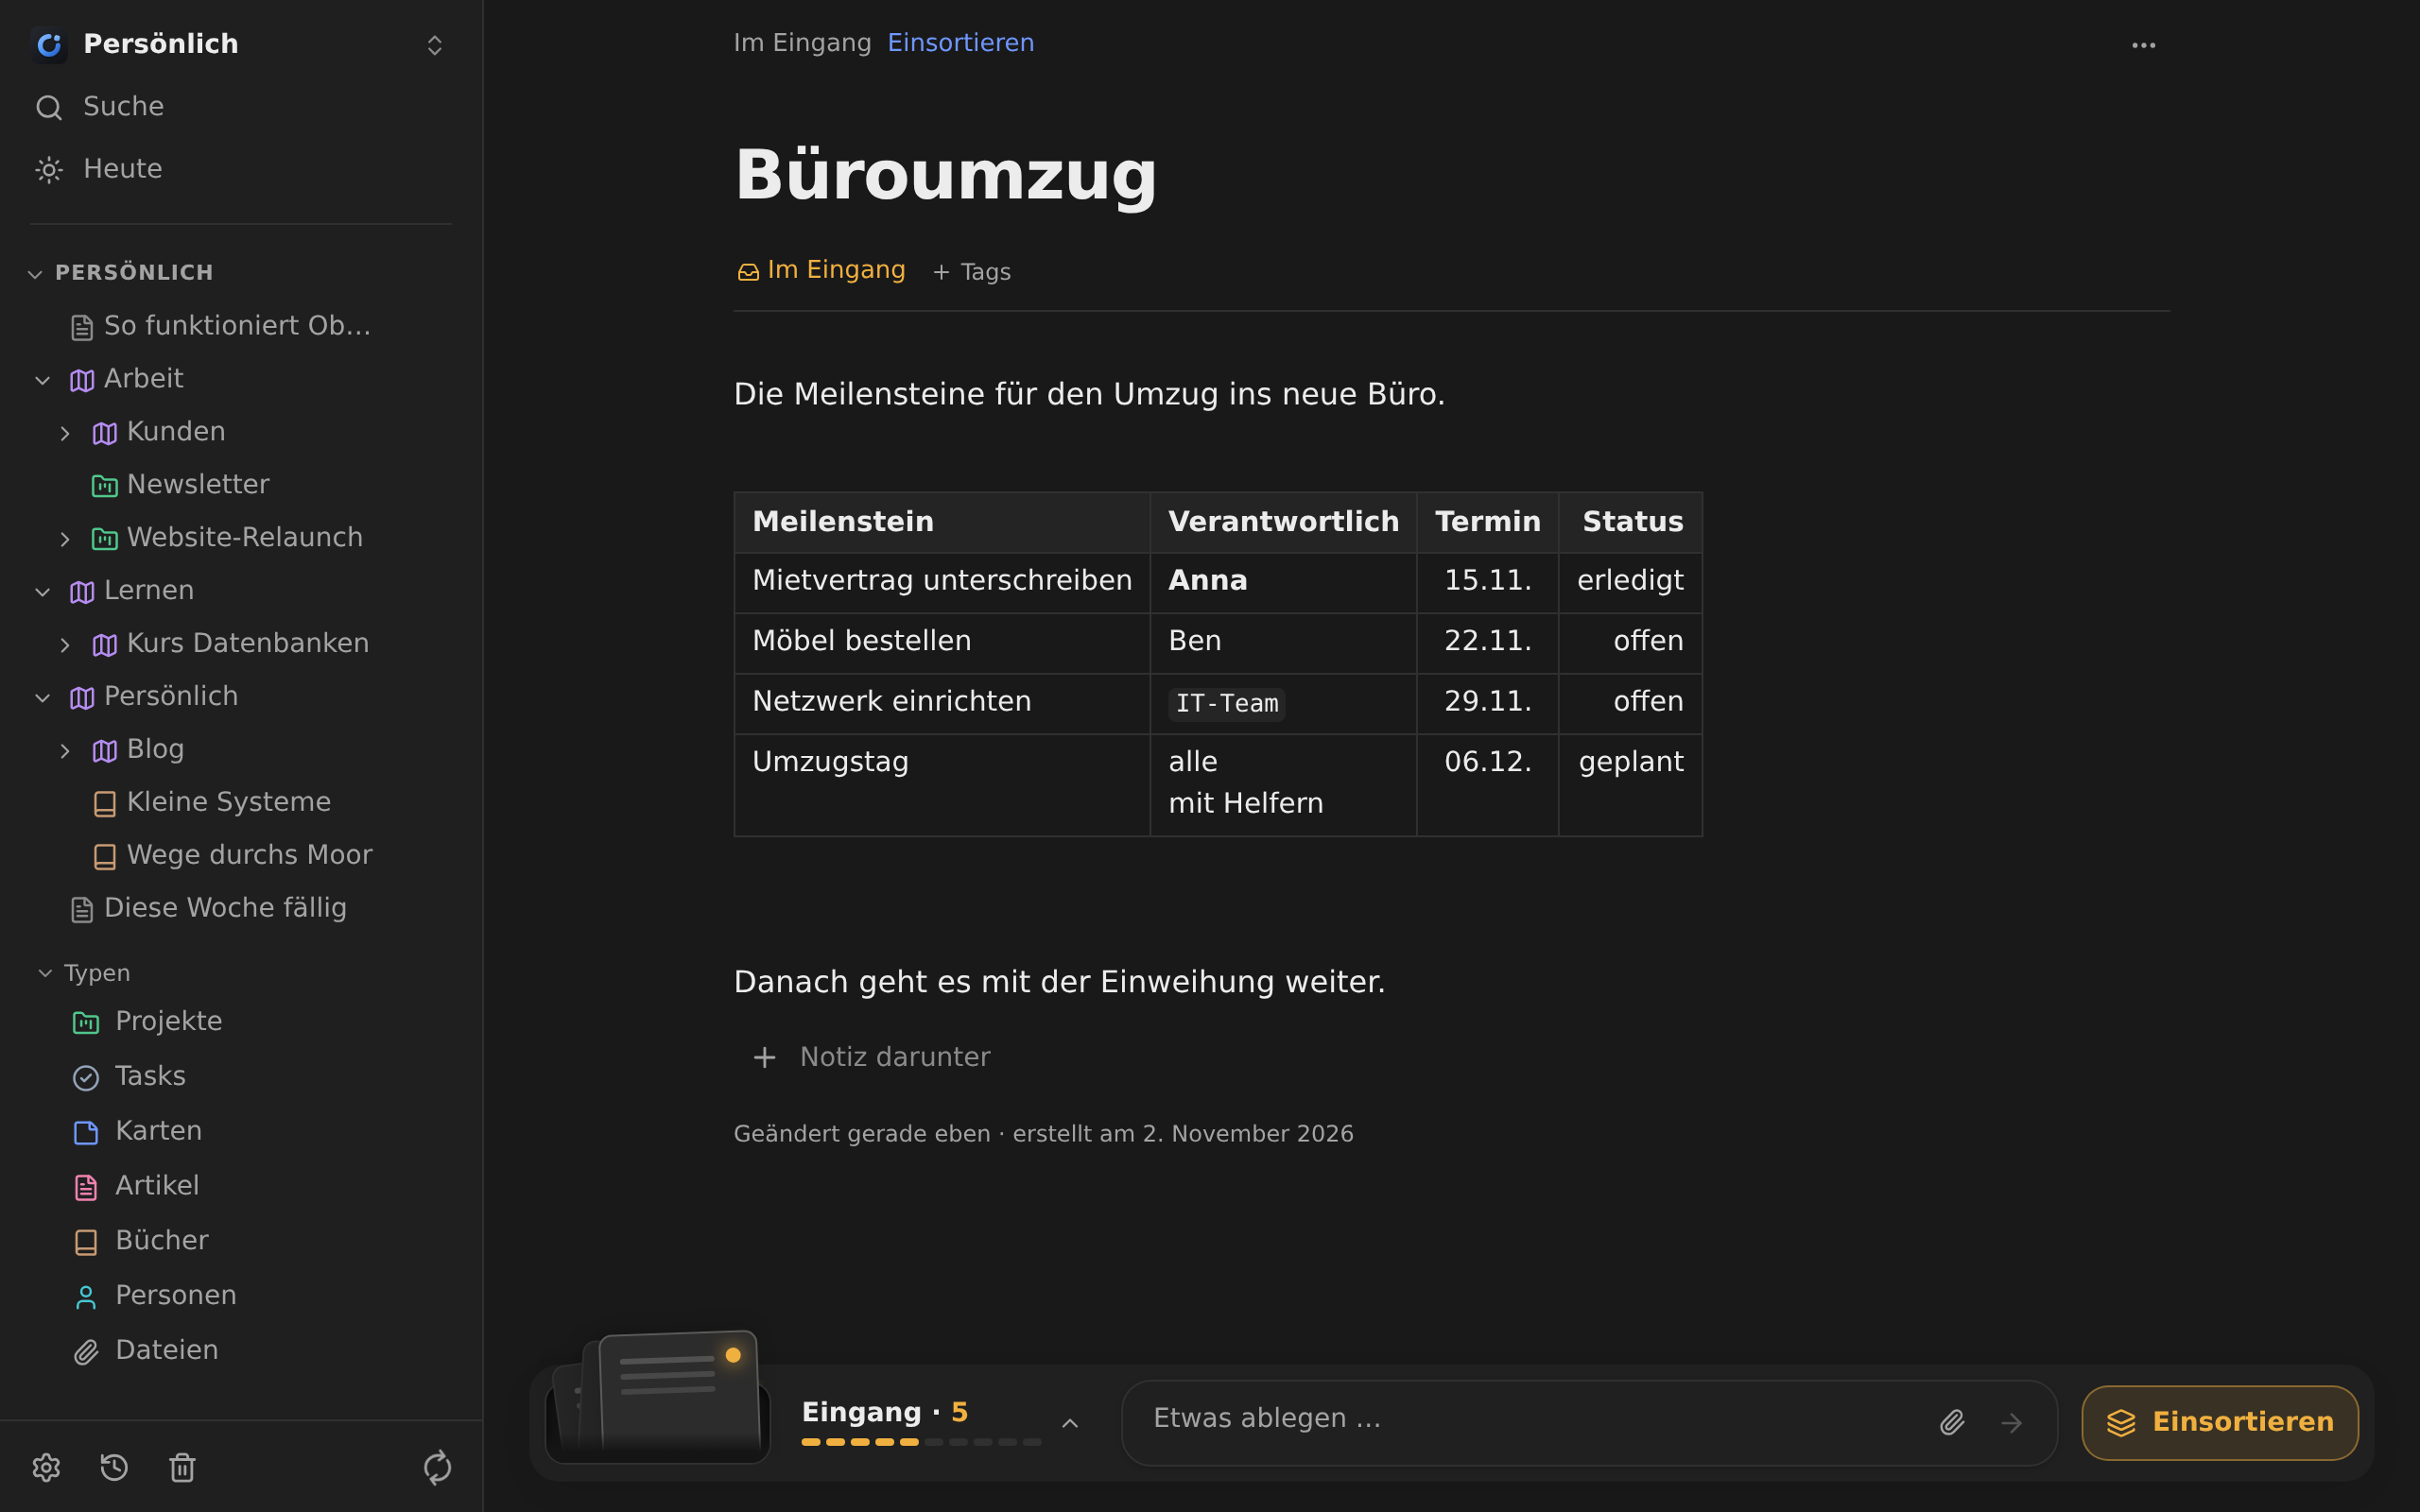 Persönlich
Suche
Heute
PERSÖNLICH
So funktioniert Ob…
Arbeit
Kunden
Newsletter
Website-Relaunch
Lernen
Kurs Datenbanken
Persönlich
Blog
Kleine Systeme
Wege durchs Moor
Diese Woche fällig
Typen
Projekte
Tasks
Karten
Artikel
Bücher
Personen
Dateien
Im Eingang Einsortieren
Büroumzug
Im Eingang + Tags
Die Meilensteine für den Umzug ins neue Büro.
Meilenstein Verantwortlich Termin Status
Mietvertrag unterschreiben Anna 15.11. erledigt
Möbel bestellen Ben 22.11. offen
Netzwerk einrichten IT-Team 29.11. offen
Umzugstag alle 06.12. geplant
mit Helfern
Danach geht es mit der Einweihung weiter.
+ Notiz darunter
Geändert gerade eben · erstellt am 2. November 2026
Eingang · 5
Etwas ablegen …
Einsortieren